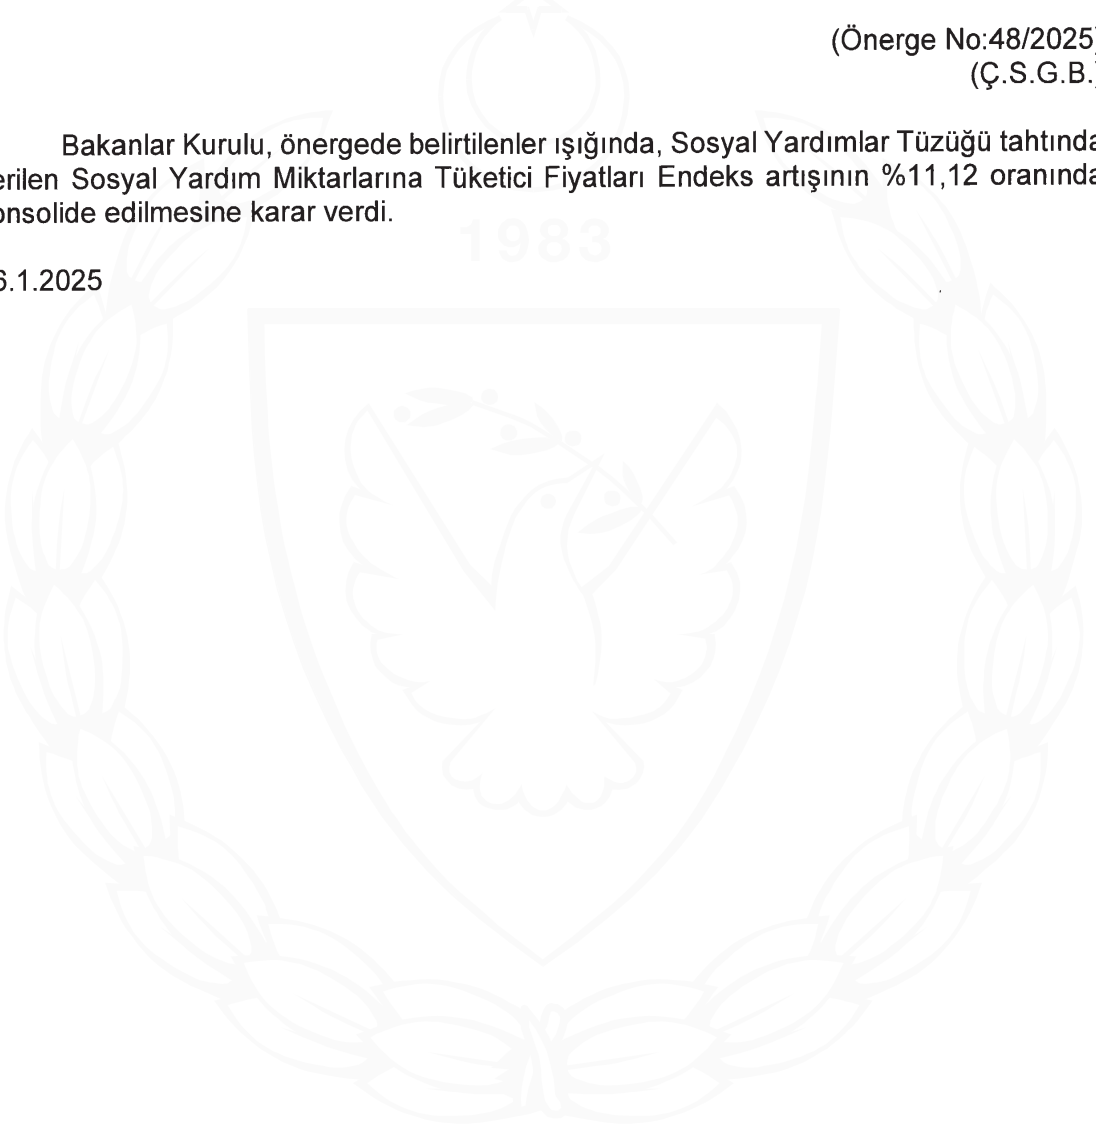 (Önerge No:48/2025)
(Ç.S.G.B.)
Bakanlar Kurulu, önergede belirtilenler ışığında, Sosyal Yardımlar Tüzüğü tahtında
erilen Sosyal Yardım Miktarlarına Tüketici Fiyatları Endeks artışının %11,12 oranında
onsolide edilmesine karar verdi.
1983
6.1.2025